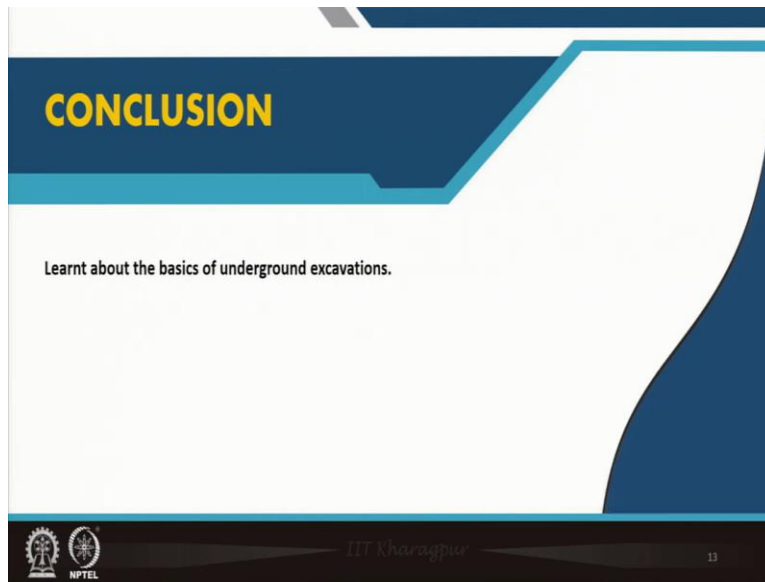 CONCLUSION
Learnt about the basics of underground excavations.
IIT Kharagpur
NPTEL
13